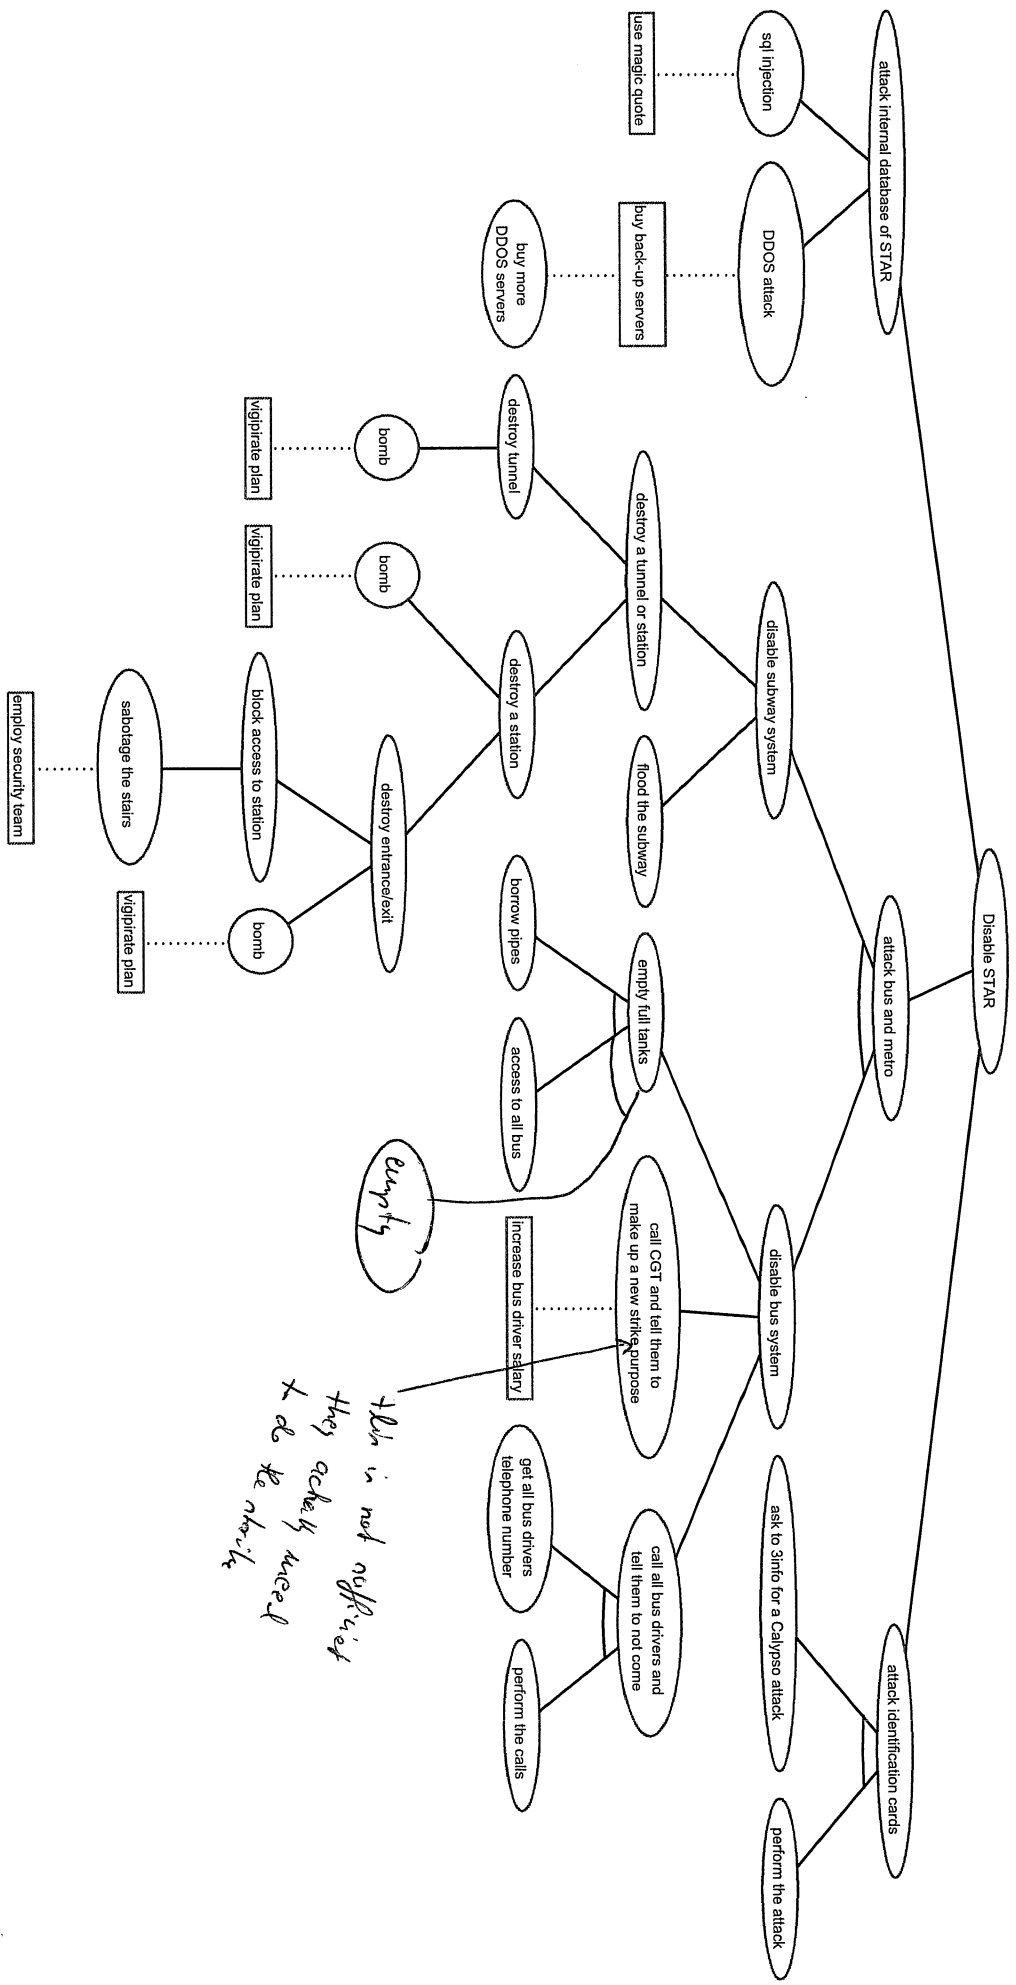 Disable STAR
attack internal database of STAR
attack bus and metro
attack identification cards
sql injection
DDOS attack
disable subway system
disable bus system
ask to 3info for a Calypso attack
perform the attack
use magic quote
buy back-up servers
destroy a tunnel or station
flood the subway
empty full tanks
call CGT and tell them to
make up a new strike purpose
call all bus drivers and
tell them to not come
buy more
DDOS servers
destroy tunnel
destroy a station
borrow pipes
access to all bus
increase bus driver salary
get all bus drivers
telephone number
perform the calls
bomb
bomb
destroy entrance/exit
empty
this is not sufficient
they actually need
to do the strike
vigipirate plan
vigipirate plan
block access to station
bomb
sabotage the stairs
vigipirate plan
employ security team